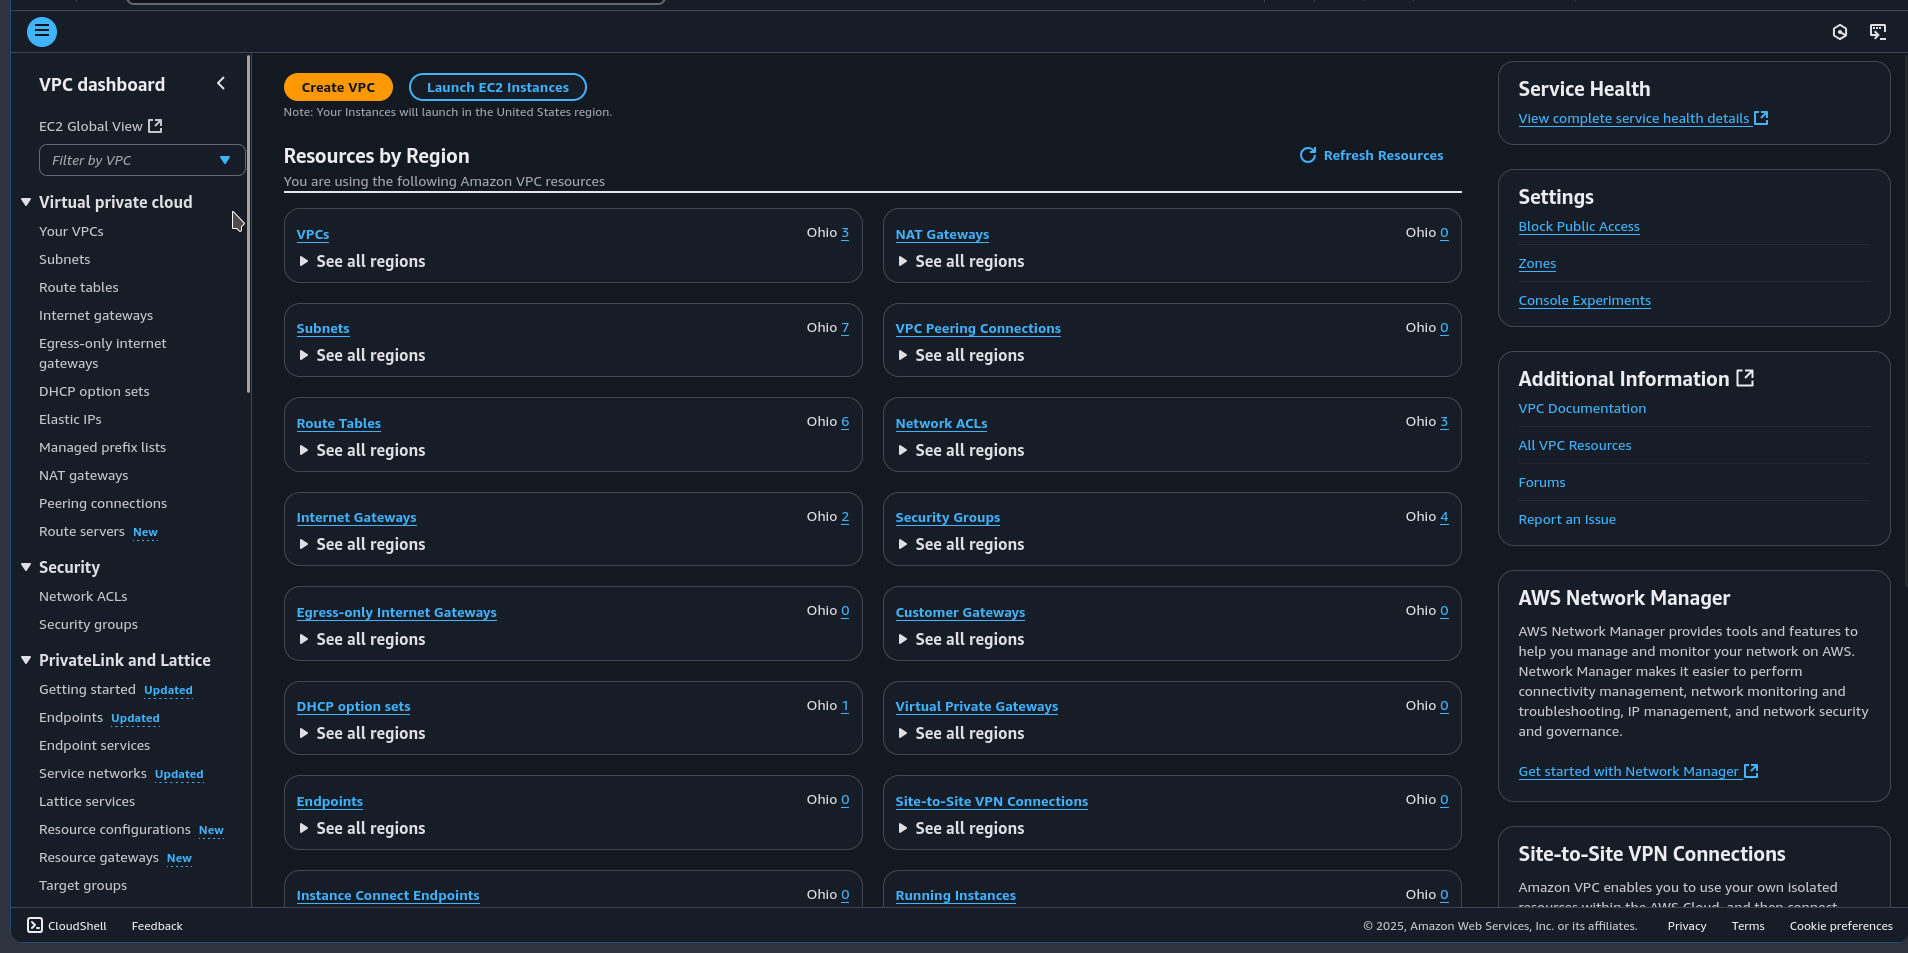 VPC dashboard
EC2 Global View
Filter by VPC
Virtual private cloud
Your VPCs
Subnets
Route tables
Internet gateways
Egress-only internet
gateways
DHCP option sets
Elastic IPs
Managed prefix lists
NAT gateways
Peering connections
Route servers New
Security
Network ACLs
Security groups
PrivateLink and Lattice
Getting started Updated
Endpoints Updated
Endpoint services
Service networks Updated
Lattice services
Resource configurations New
Resource gateways New
Target groups
Create VPC
Launch EC2 Instances
Note: Your Instances will launch in the United States region.
Resources by Region
Refresh Resources
You are using the following Amazon VPC resources
VPCs Ohio 3
See all regions
NAT Gateways Ohio 0
See all regions
Subnets Ohio 7
See all regions
VPC Peering Connections Ohio 0
See all regions
Route Tables Ohio 6
See all regions
Network ACLs Ohio 3
See all regions
Internet Gateways Ohio 2
See all regions
Security Groups Ohio 4
See all regions
Egress-only Internet Gateways Ohio 0
See all regions
Customer Gateways Ohio 0
See all regions
DHCP option sets Ohio 1
See all regions
Virtual Private Gateways Ohio 0
See all regions
Endpoints Ohio 0
See all regions
Site-to-Site VPN Connections Ohio 0
See all regions
Instance Connect Endpoints Ohio 0
Running Instances Ohio 0
Service Health
View complete service health details
Settings
Block Public Access
Zones
Console Experiments
Additional Information
VPC Documentation
All VPC Resources
Forums
Report an Issue
AWS Network Manager
AWS Network Manager provides tools and features to
help you manage and monitor your network on AWS.
Network Manager makes it easier to perform
connectivity management, network monitoring and
troubleshooting, IP management, and network security
and governance.
Get started with Network Manager
Site-to-Site VPN Connections
Amazon VPC enables you to use your own isolated
resources within the AWS Cloud, and then connect
CloudShell
Feedback
© 2025, Amazon Web Services, Inc. or its affiliates.
Privacy
Terms
Cookie preferences